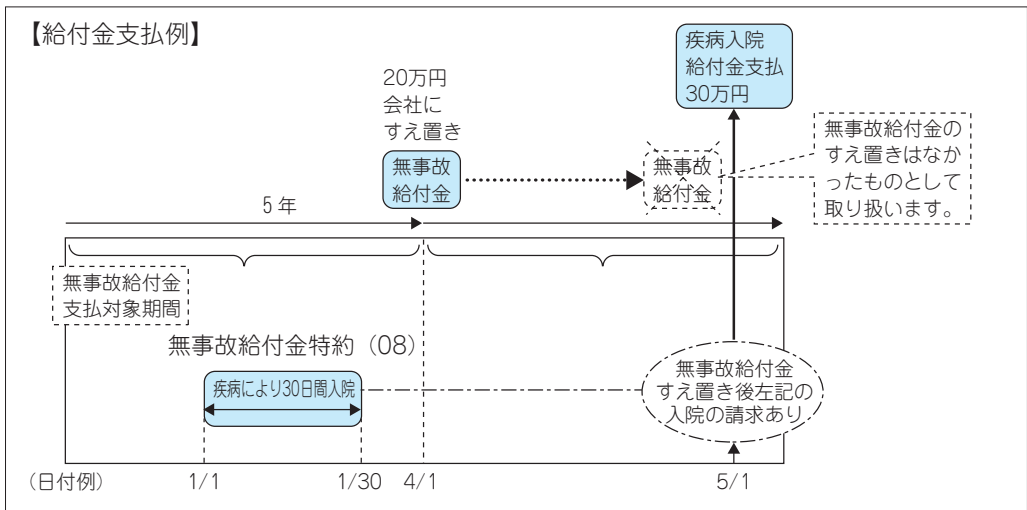 【給付金支払例】
疾病入院
給付金支払
30万円
20万円
会社に
すえ置き
無事故
給付金
無事故
給付金
無事故給付金の
すえ置きはなか
ったものとして
取り扱います。
5年
無事故給付金
支払対象期間
無事故給付金特約（08）
疾病により30日間入院
無事故給付金
すえ置き後左記の
入院の請求あり
（日付例）
1/1
1/30
4/1
5/1